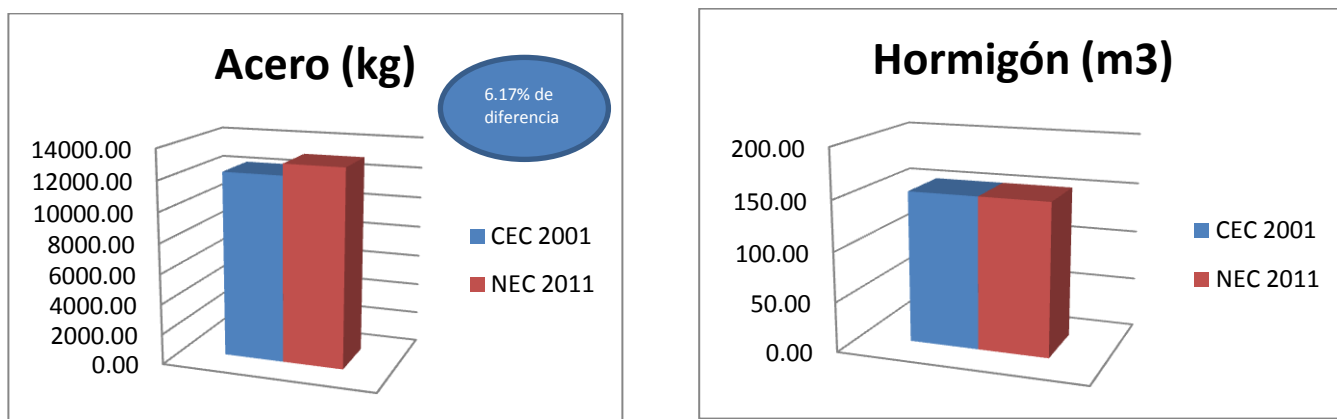 Acero (kg)
6.17% de
diferencia
14000.00
12000.00
10000.00
8000.00
6000.00
4000.00
2000.00
0.00
CEC 2001
NEC 2011
Hormigón (m3)
200.00
150.00
100.00
50.00
0.00
CEC 2001
NEC 2011